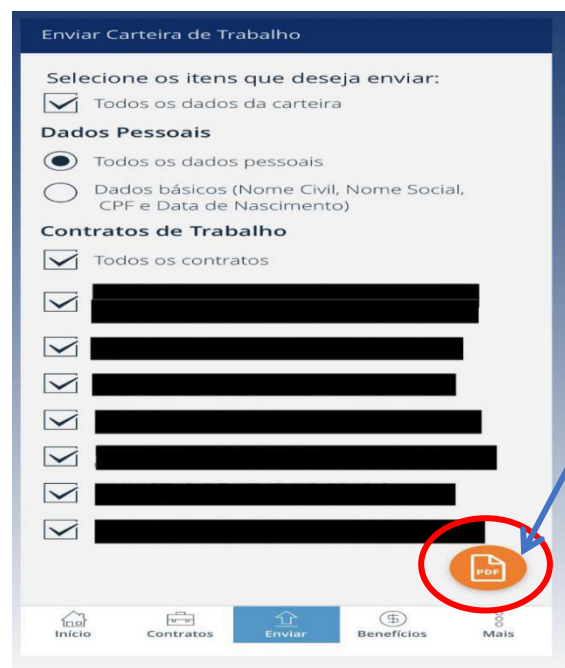 Enviar Carteira de Trabalho
Selecione os itens que deseja enviar:
Todos os dados da carteira
Dados Pessoais
Todos os dados pessoais
Dados básicos (Nome Civil, Nome Social,
CPF e Data de Nascimento)
Contratos de Trabalho
Todos os contratos
PDF
Início
Contratos
Enviar
Benefícios
Mais